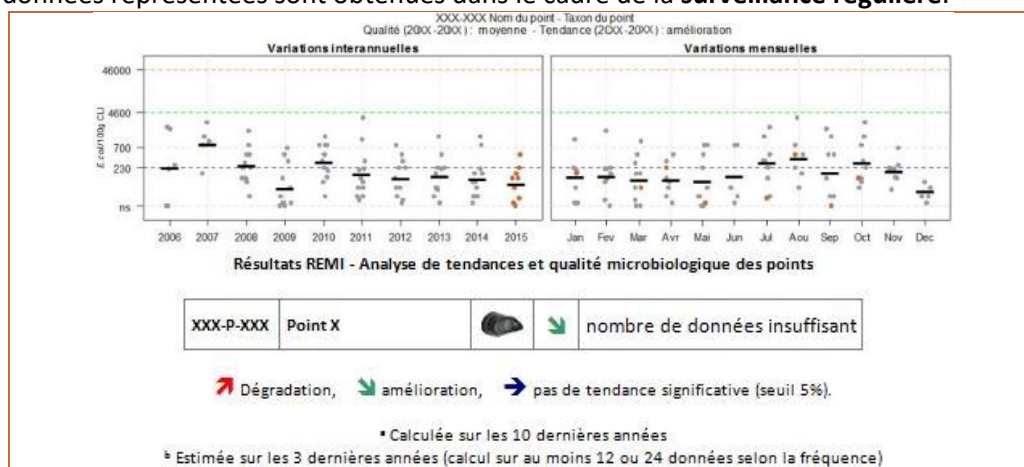 données représentées sont obtenues dans le cadre de la surveillance régulière.
XXX-XXX Nom du point - Taxon du point
Qualité (20XX-20XX) : moyenne - Tendance (20XX-20XX) : amélioration
Variations interannuelles
Variations mensuelles
E.coli/100g CLI
46000
4600
700
230
ns
2006 2007 2008 2009 2010 2011 2012 2013 2014 2015
Jan Fev Mar Avr Mai Jun Jul Aou Sep Oct Nov Dec
Résultats REMI - Analyse de tendances et qualité microbiologique des points
XXX-P-XXX Point X nombre de données insuffisant
Dégradation, amélioration, pas de tendance significative (seuil 5%).
ᵃ Calculée sur les 10 dernières années
ᵇ Estimée sur les 3 dernières années (calcul sur au moins 12 ou 24 données selon la fréquence)